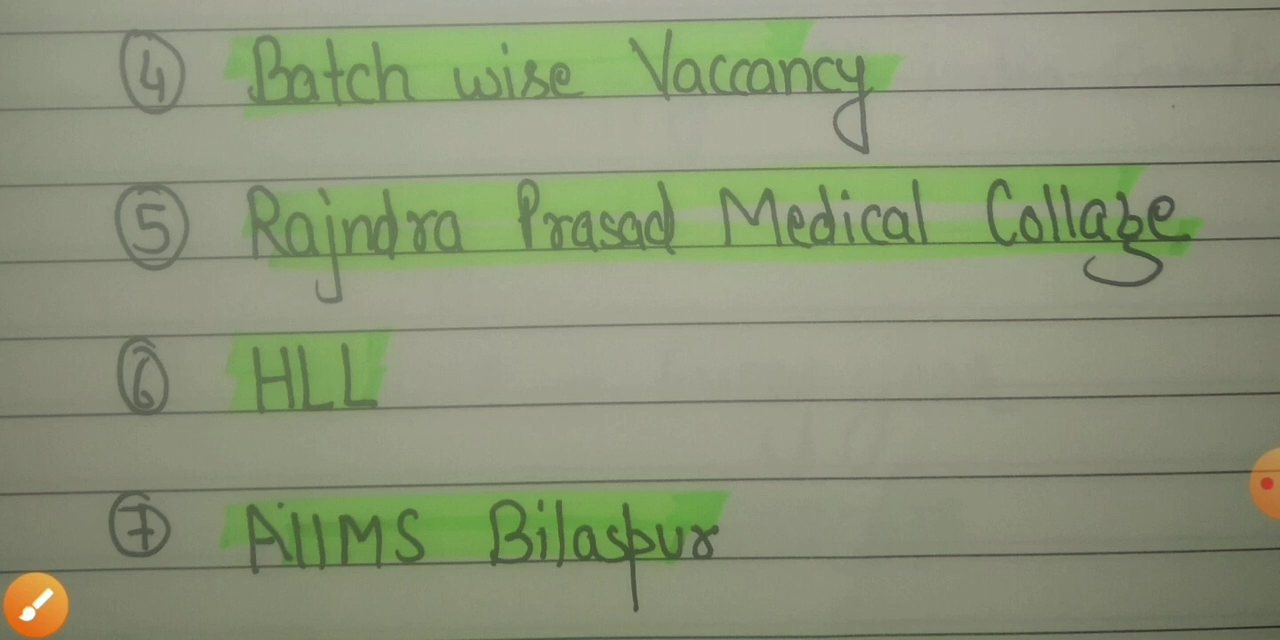 4 Batch wise Vaccancy
5 Rajndra Prasad Medical Collage
6 HLL
7 AiIMS Bilaspur